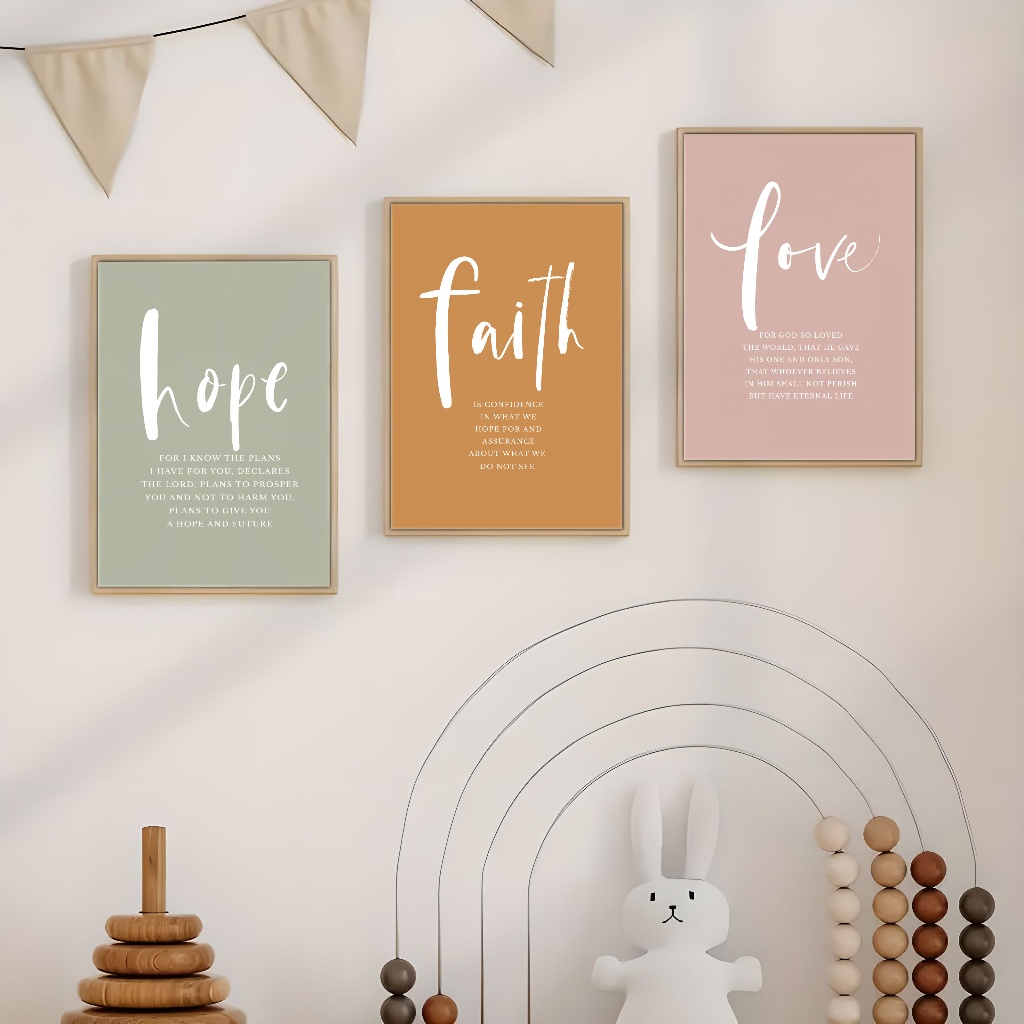 hope
FOR I KNOW THE PLANS
I HAVE FOR YOU, DECLARES
THE LORD, PLANS TO PROSPER
YOU AND NOT TO HARM YOU,
PLANS TO GIVE YOU
A HOPE AND FUTURE
faith
IS CONFIDENCE
IN WHAT WE
HOPE FOR AND
ASSURANCE
ABOUT WHAT WE
DO NOT SEE.
love
FOR GOD SO LOVED
THE WORLD, THAT HE GAVE
HIS ONE AND ONLY SON,
THAT WHOEVER BELIEVES
IN HIM SHALL NOT PERISH
BUT HAVE ETERNAL LIFE